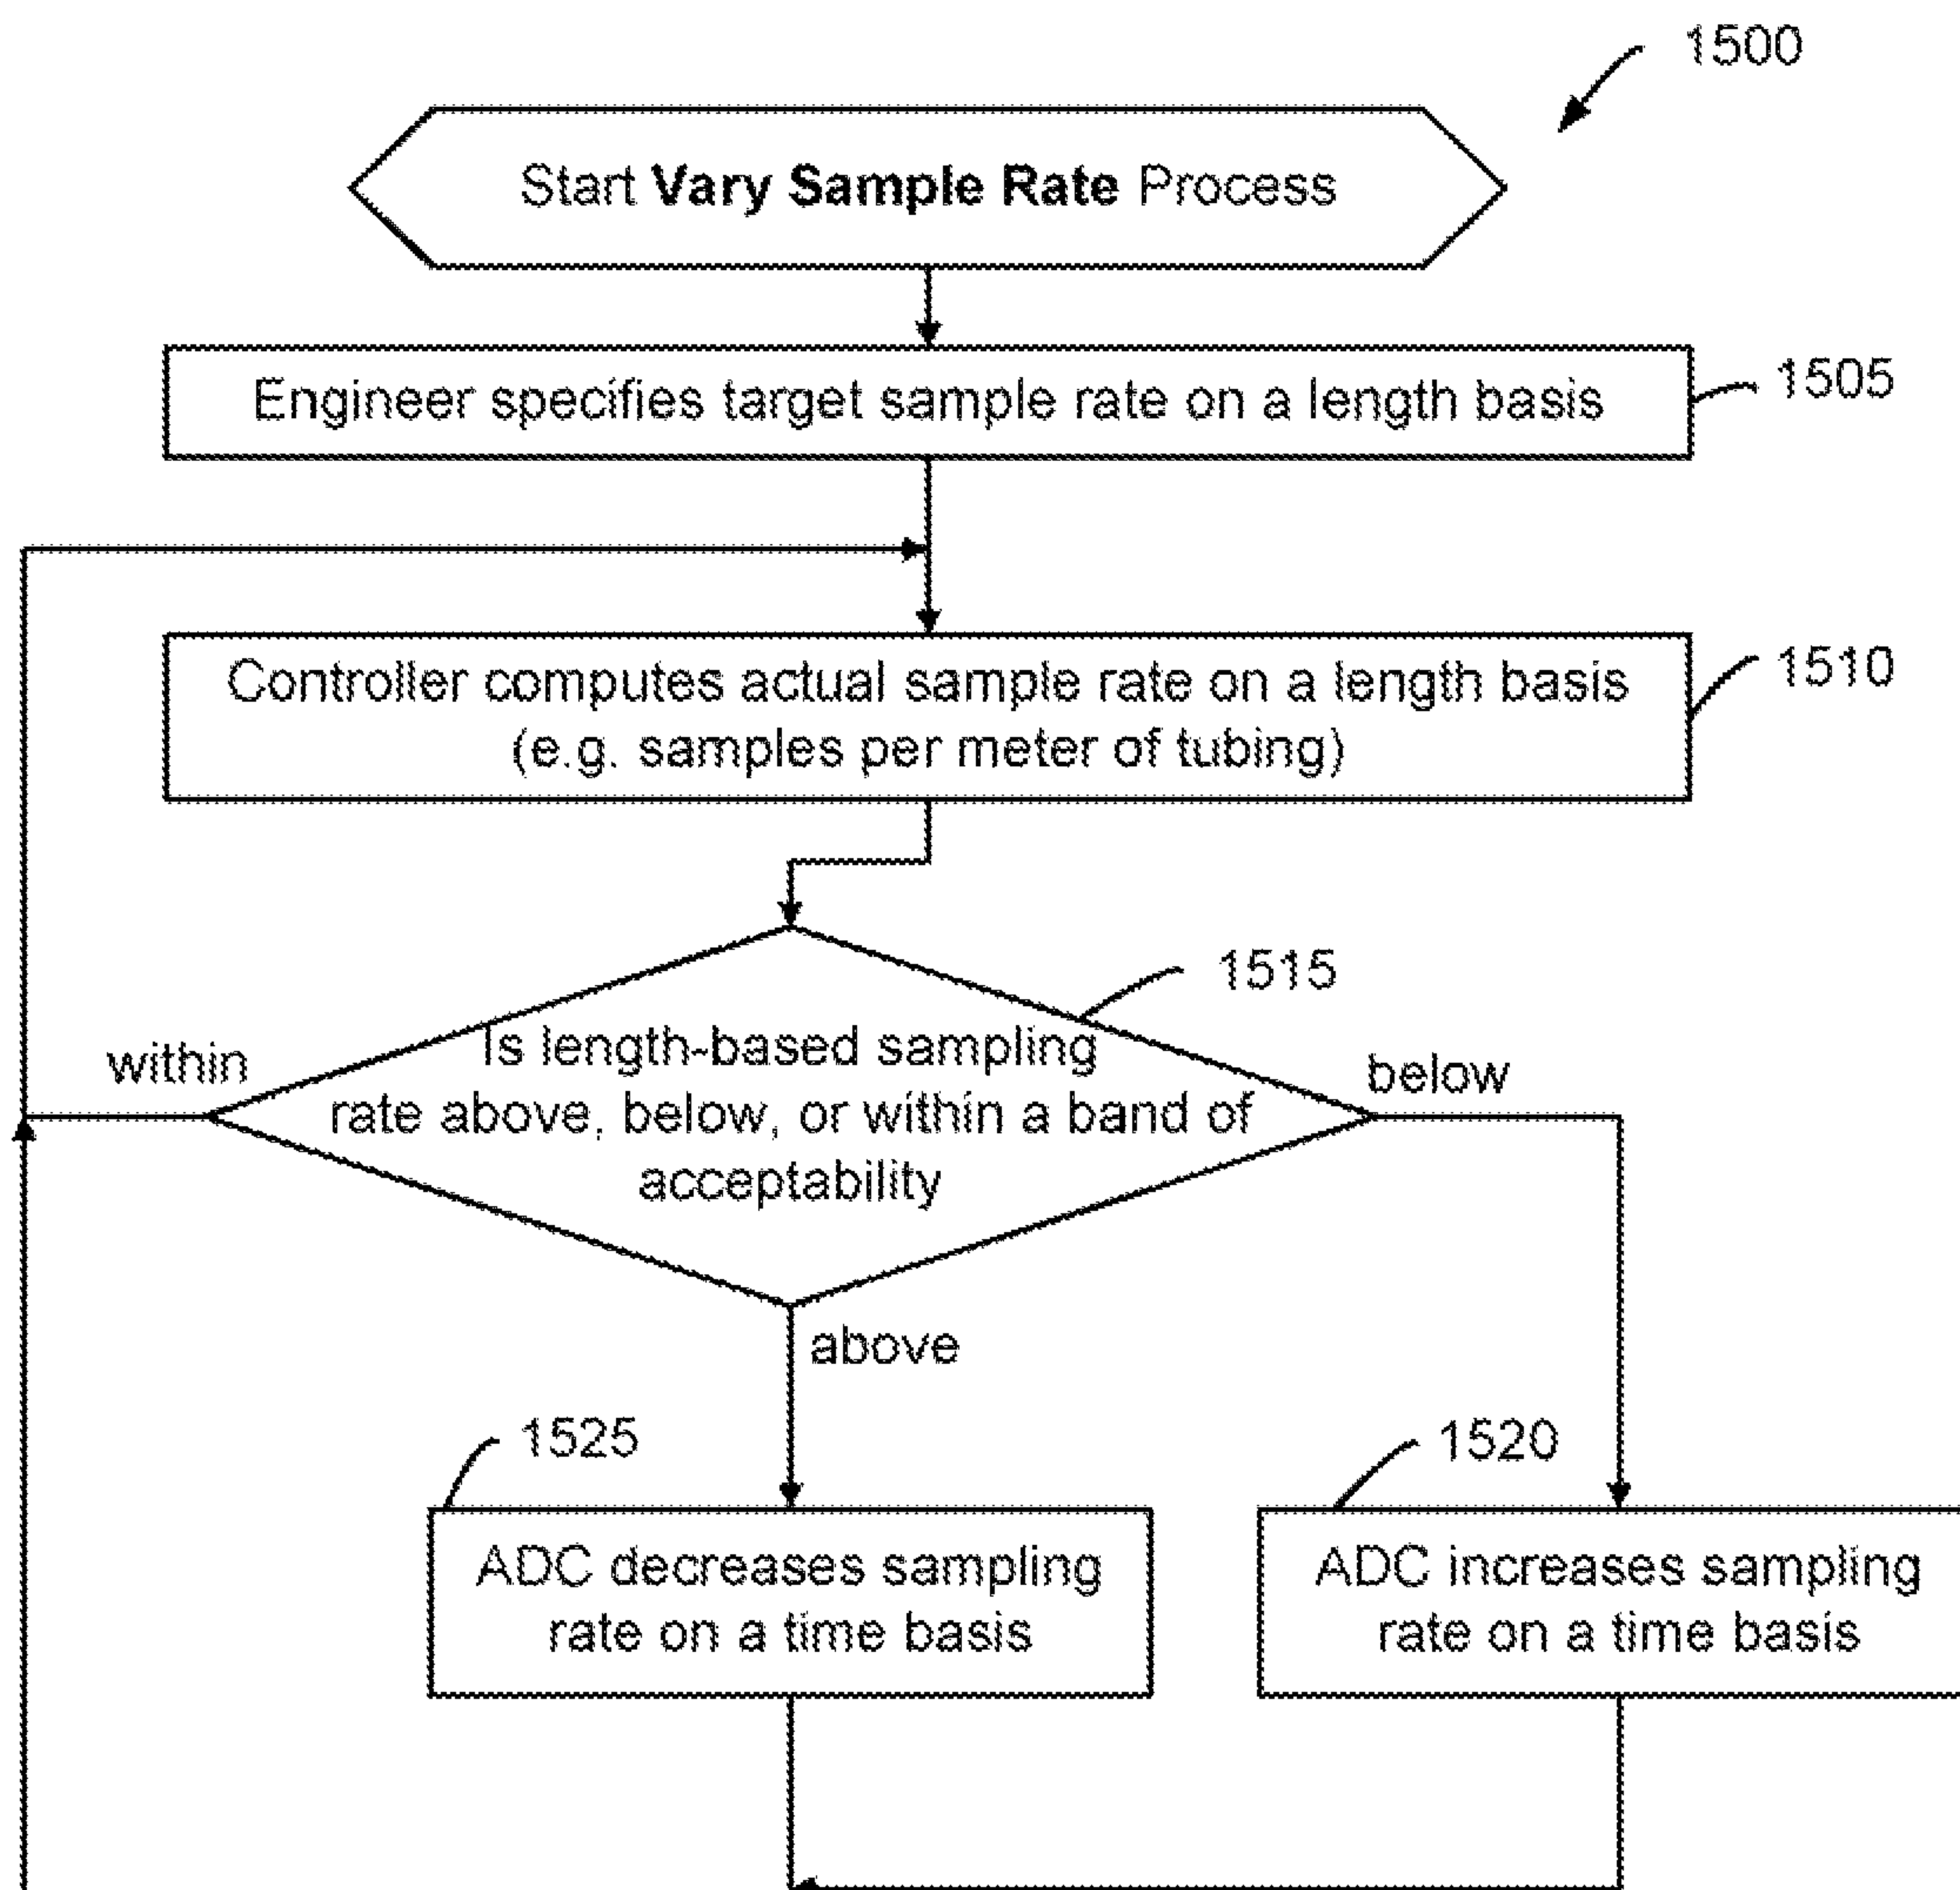 1500
Start Vary Sample Rate Process
Engineer specifies target sample rate on a length basis
1505
Controller computes actual sample rate on a length basis
(e.g. samples per meter of tubing)
1510
1515
Is length-based sampling
rate above, below, or within a band of
acceptability
within
below
above
1525
1520
ADC decreases sampling
rate on a time basis
ADC increases sampling
rate on a time basis